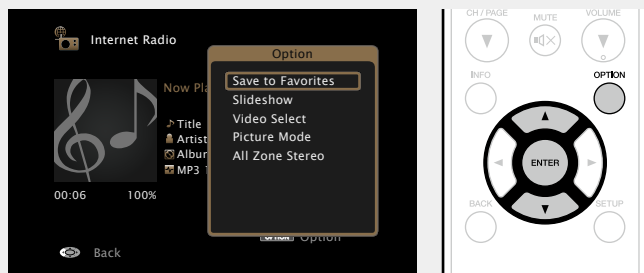 Internet Radio
Now Pla
Title
Artist
Albur
MP3
00:06 100%
Back
Option
Save to Favorites
Slideshow
Video Select
Picture Mode
All Zone Stereo
OPTION Option
CH / PAGE
MUTE
VOLUME
INFO
OPTION
ENTER
BACK
SETUP